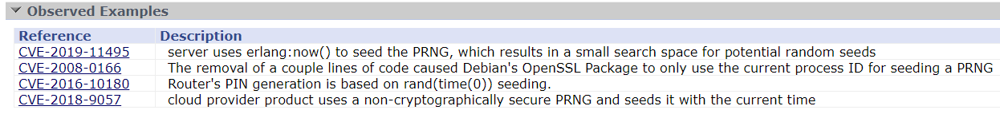 Observed Examples
Reference Description
CVE-2019-11495 server uses erlang:now() to seed the PRNG, which results in a small search space for potential random seeds
CVE-2008-0166 The removal of a couple lines of code caused Debian's OpenSSL Package to only use the current process ID for seeding a PRNG
CVE-2016-10180 Router's PIN generation is based on rand(time(0)) seeding.
CVE-2018-9057 cloud provider product uses a non-cryptographically secure PRNG and seeds it with the current time